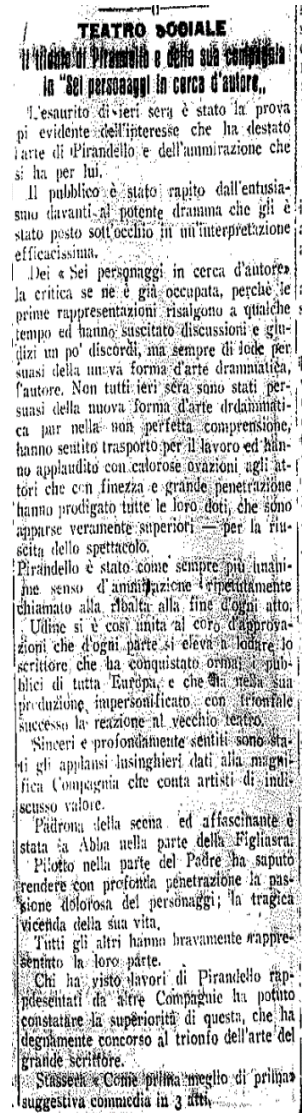 TEATRO SOCIALE
Il trionfo di Pirandello e della sua compagnia
in "Sei personaggi in cerca d'autore„
L'esaurito di ieri sera è stato la prova
pi evidente dell'interesse che ha destato
l'arte di Pirandello e dell'ammirazione che
si ha per lui.
Il pubblico è stato rapito dall'entusia-
smo davanti al potente dramma che gli è
stato posto sott'occhio in un'interpretazione
efficacissima.
Dei «Sei personaggi in cerca d'autore»
la critica se ne è già occupata, perchè le
prime rappresentazioni risalgono a qualche
tempo ed hanno suscitato discussioni e giu-
dizi un po' discordi, ma sempre di lode per
suasi della unova forma d'arte drammiatica,
l'autore. Non tutti ieri sera sono stati per-
suasi della nuova forma d'arte drdammati-
ca pur nella non perfetta comprensione,
hanno sentito trasporto per il lavoro ed han-
no applaudito con calorose ovazioni agli at-
tori che con finezza e grande penetrazione
hanno prodigato tutte le loro doti, che sono
apparse veramente superiori — per la riu-
scita dello spettacolo.
Pirandello è stato come sempre più unani-
me senso d'ammirazione ripetutamente
chiamato alla ribalta alla fine d'ogni atto.
Udine si è così unita al coro d'approva-
zioni che d'ogni parte si eleva a lodare lo
scrittore che ha conquistato ormai i pub-
blici di tutta Europa, e che ha nella sua
produzione impersonificato con trionfale
successo la reazione al vecchio teatro.
Sinceri e profondamente sentiti sono sta-
ti gli applausi lusinghieri dati alla magni-
fica Compagnia che conta artisti di indi-
scusso valore.
Padrona della scena ed affascinante è
stata la Abba nella parte della Figliasra.
Pilotto nella parte del Padre ha saputo
rendere con profonda penetrazione la pas-
sione dolorosa del personaggi; la tragica
vicenda della sua vita.
Tutti gli altri hanno bravamente rappre-
sentato la loro parte.
Chi ha visto lavori di Pirandello rap-
pdesentati da altre Compagnie ha potuto
constatare la superiorità di questa, che ha
degnamente concorso al trionfo dell'arte del
grande scrittore.
Stassera «Come prima meglio di prima»
suggestiva commedia in 3 atti.